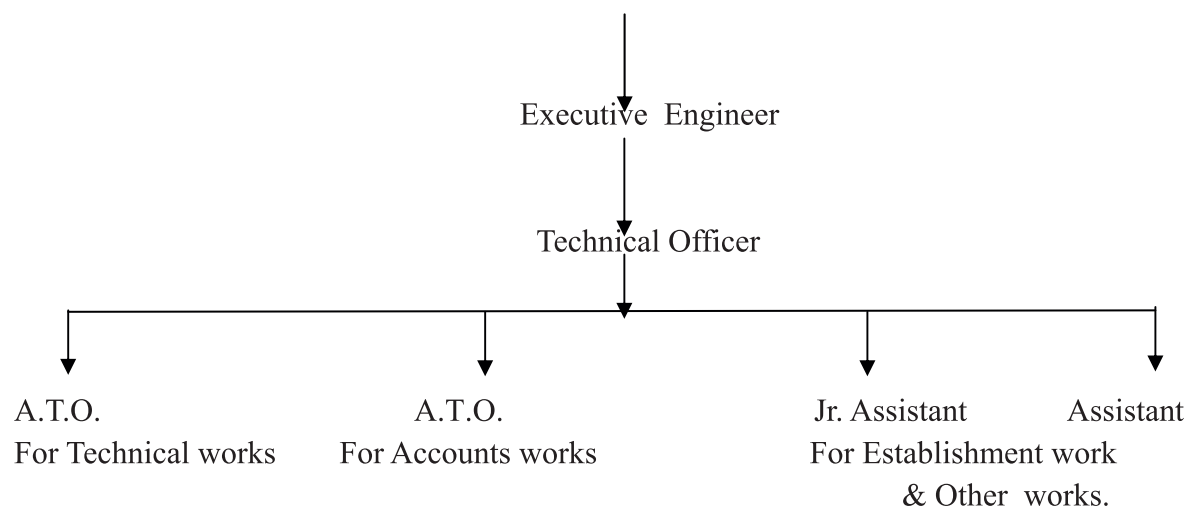 Executive Engineer
Technical Officer
A.T.O.
For Technical works
A.T.O.
For Accounts works
Jr. Assistant
Assistant
For Establishment work
& Other works.